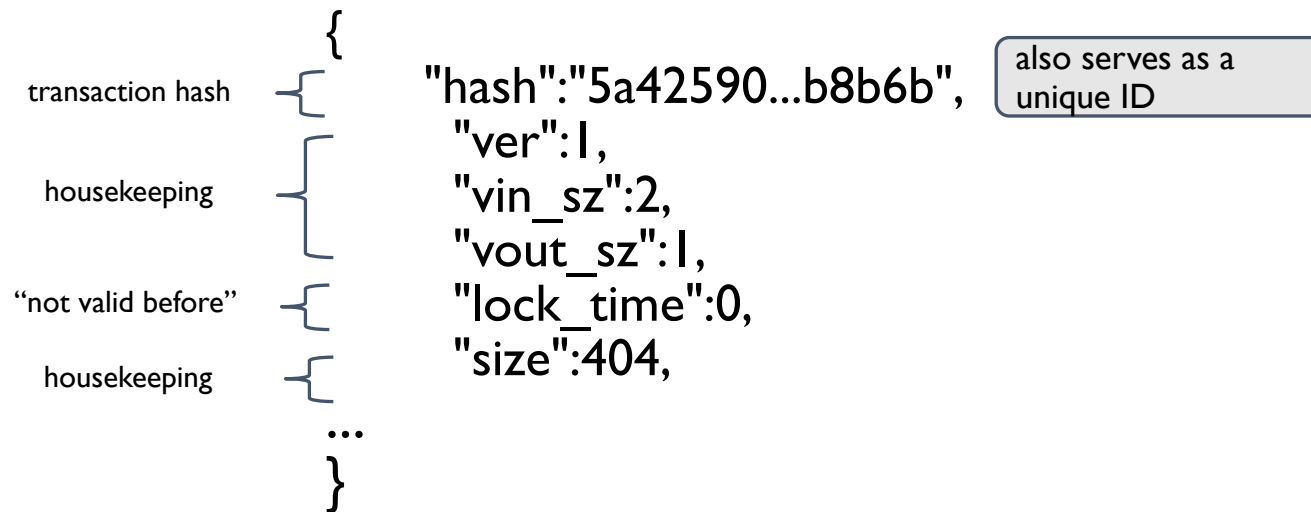 {
transaction hash "hash":"5a42590...b8b6b", also serves as a
unique ID
"ver":1,
housekeeping "vin_sz":2,
"vout_sz":1,
“not valid before” "lock_time":0,
housekeeping "size":404,
...
}